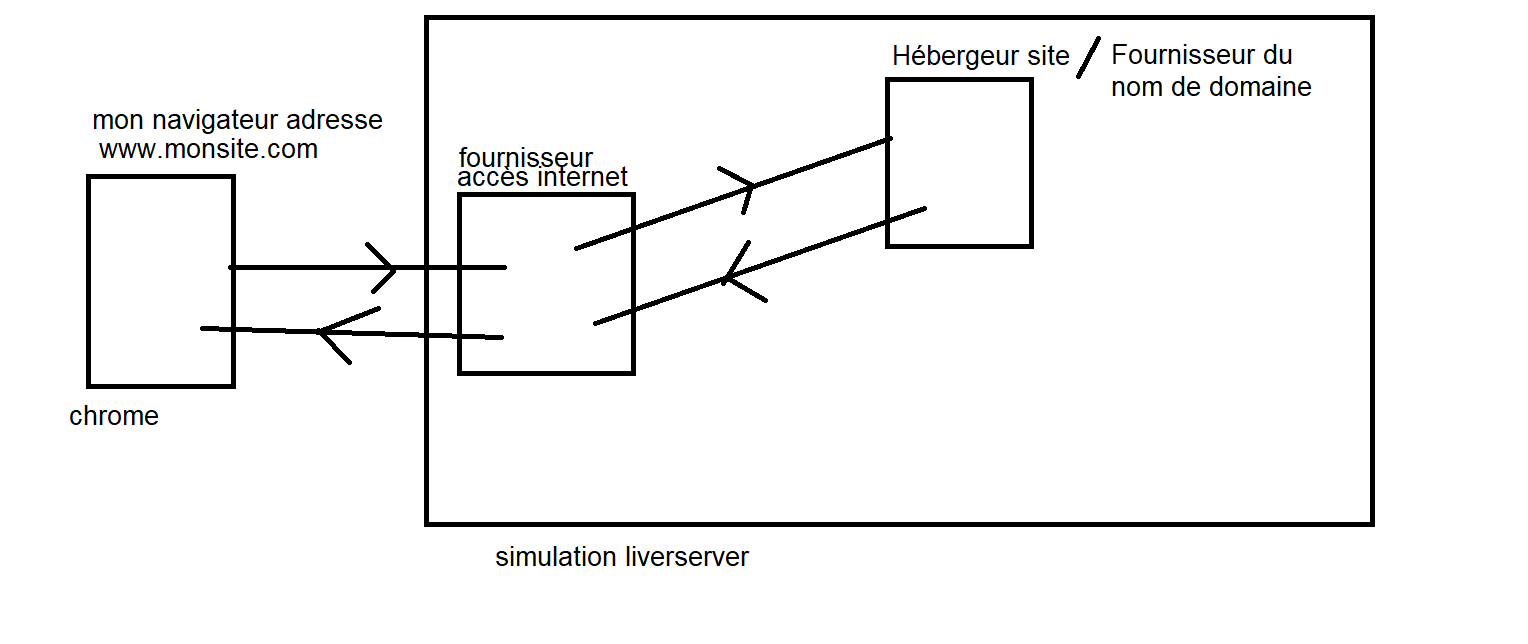 mon navigateur adresse
www.monsite.com
chrome
fournisseur
accès internet
Hébergeur site /
Fournisseur du
nom de domaine
simulation liverserver